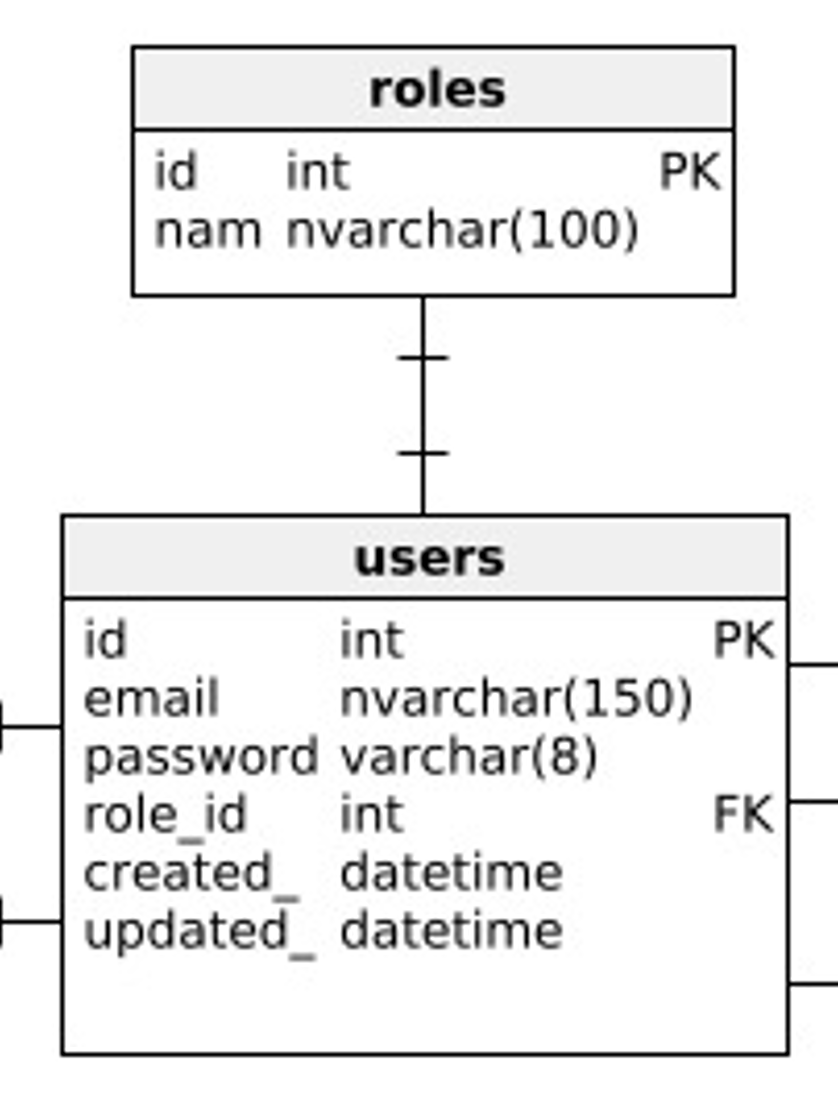 roles
id int PK
nam nvarchar(100)
users
id int PK
email nvarchar(150)
password varchar(8)
role_id int FK
created_ datetime
updated_ datetime